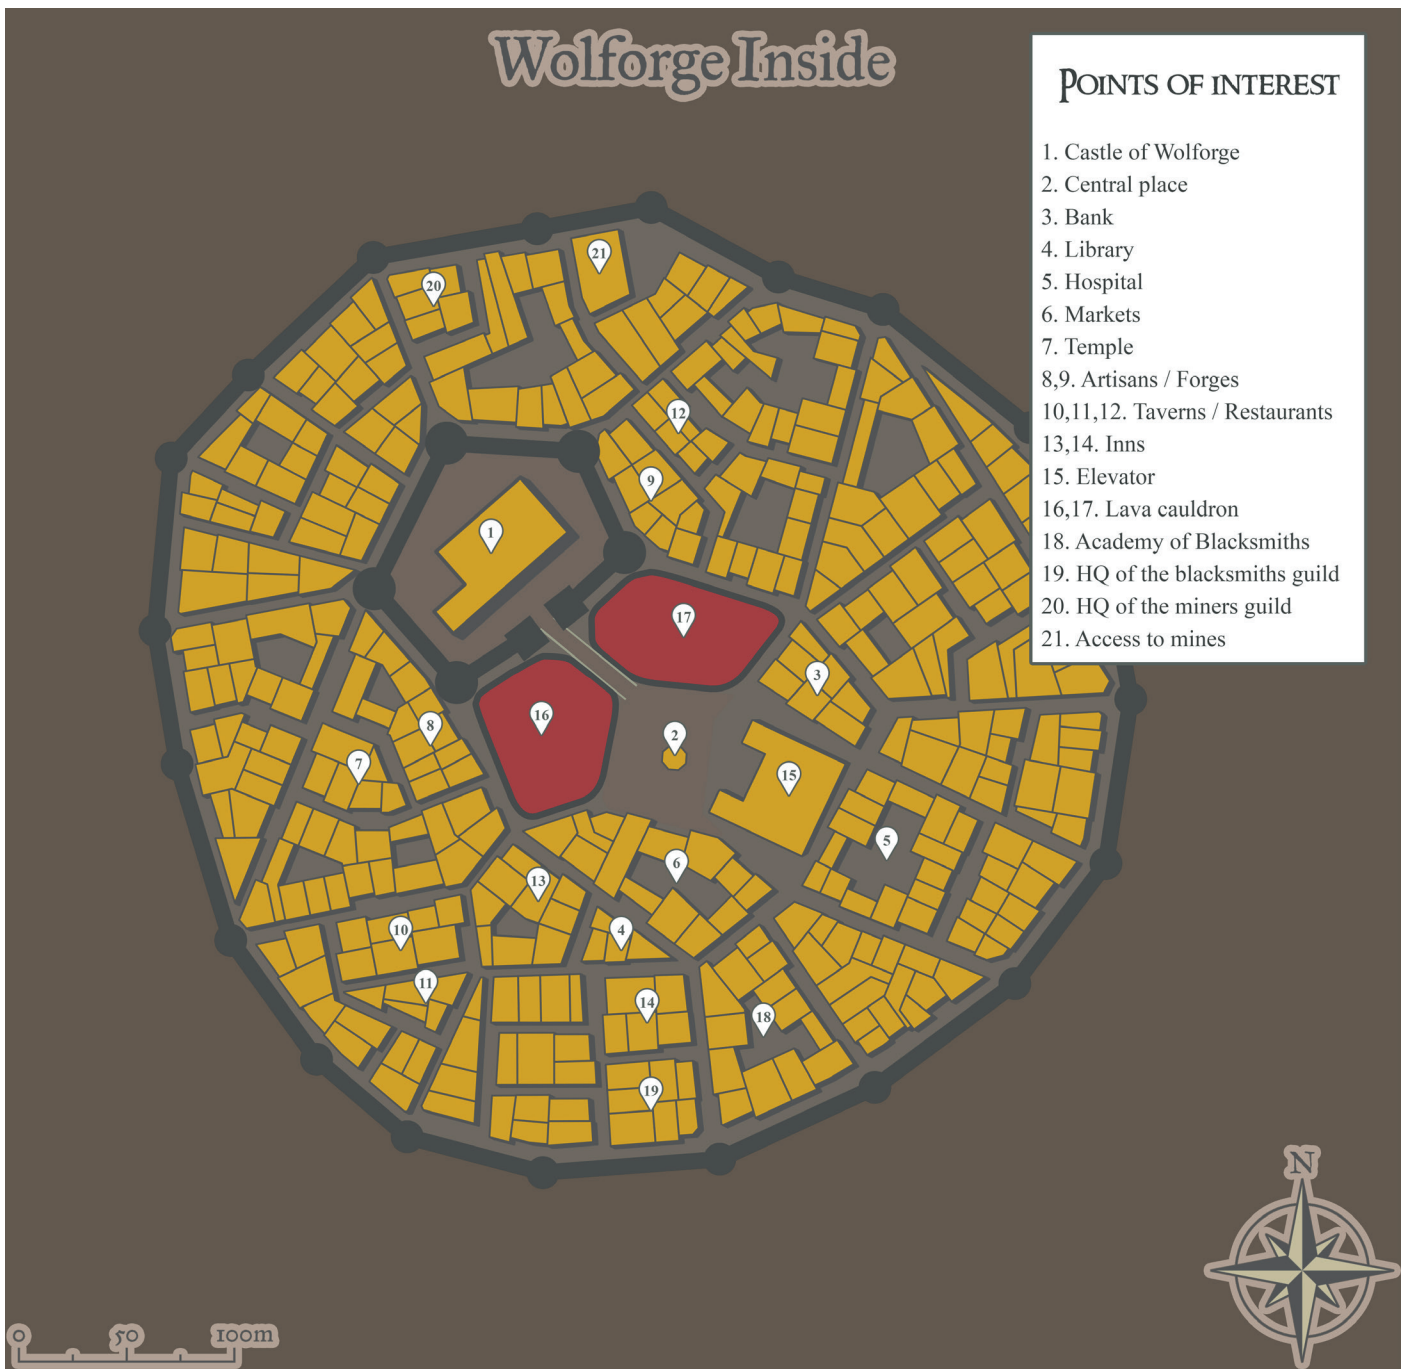 Wolforge Inside
POINTS OF INTEREST
1. Castle of Wolforge
2. Central place
3. Bank
4. Library
5. Hospital
6. Markets
7. Temple
8,9. Artisans / Forges
10,11,12. Taverns / Restaurants
13,14. Inns
15. Elevator
16,17. Lava cauldron
18. Academy of Blacksmiths
19. HQ of the blacksmiths guild
20. HQ of the miners guild
21. Access to mines
21
20
12
9
1
17
3
16
8
2
7
15
5
6
13
4
10
11
14
18
19
N
0 50 100m